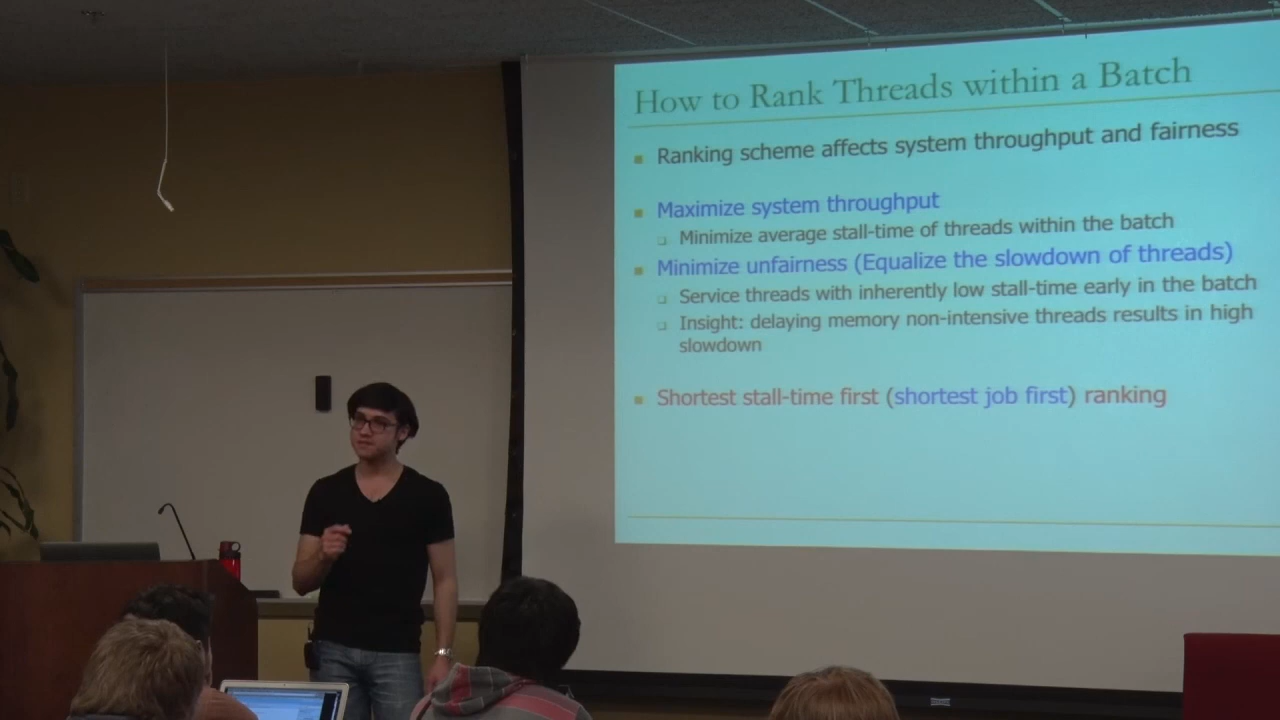 How to Rank Threads within a Batch
Ranking scheme affects system throughput and fairness
Maximize system throughput
Minimize average stall-time of threads within the batch
Minimize unfairness (Equalize the slowdown of threads)
Service threads with inherently low stall-time early in the batch
Insight: delaying memory non-intensive threads results in high
slowdown
Shortest stall-time first (shortest job first) ranking